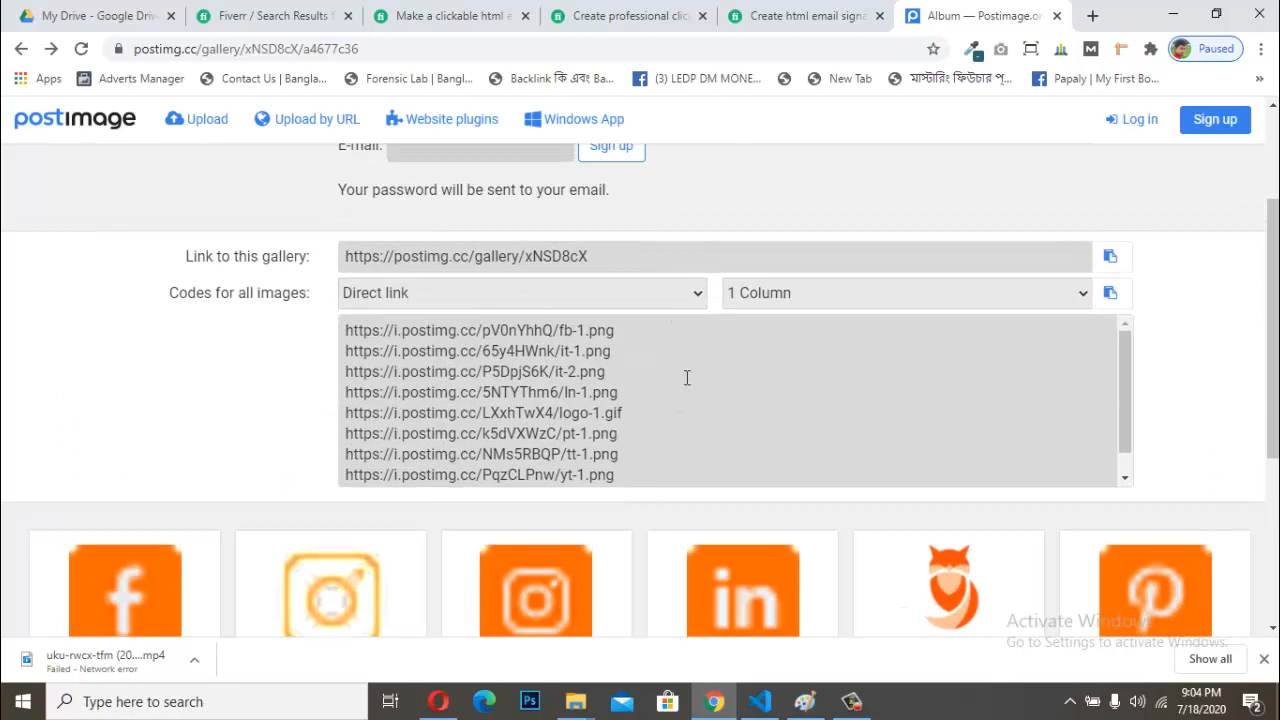 My Drive - Google Driv
Fiverr / Search Results f
Make a clickable html e
Create professional clic
Create html email signa
Album — Postimage.or
postimg.cc/gallery/xNSD8cX/a4677c36
Paused
Apps
Adverts Manager
Contact Us | Bangla...
Forensic Lab | Bangl...
Backlink কি এবং Ba...
(3) LEDP DM MONE...
New Tab
মাস্টারিং ফিউচার প্...
Papaly | My First Bo...
»
postimage
Upload
Upload by URL
Website plugins
Windows App
Log in
Sign up
E-mail:
Sign up
Your password will be sent to your email.
Link to this gallery:
https://postimg.cc/gallery/xNSD8cX
Codes for all images:
Direct link
1 Column
https://i.postimg.cc/pV0nYhhQ/fb-1.png
https://i.postimg.cc/65y4HWnk/it-1.png
https://i.postimg.cc/P5DpjS6K/it-2.png
https://i.postimg.cc/5NTYThm6/ln-1.png
https://i.postimg.cc/LXxhTwX4/logo-1.gif
https://i.postimg.cc/k5dVXWzC/pt-1.png
https://i.postimg.cc/NMs5RBQP/tt-1.png
https://i.postimg.cc/PqzCLPnw/yt-1.png
f
in
Activate Windows
Go to Settings to activate Windows.
uku-rwcx-tfm (20....mp4
Failed - Network error
Show all
Type here to search
Ps
9:04 PM
7/18/2020
2